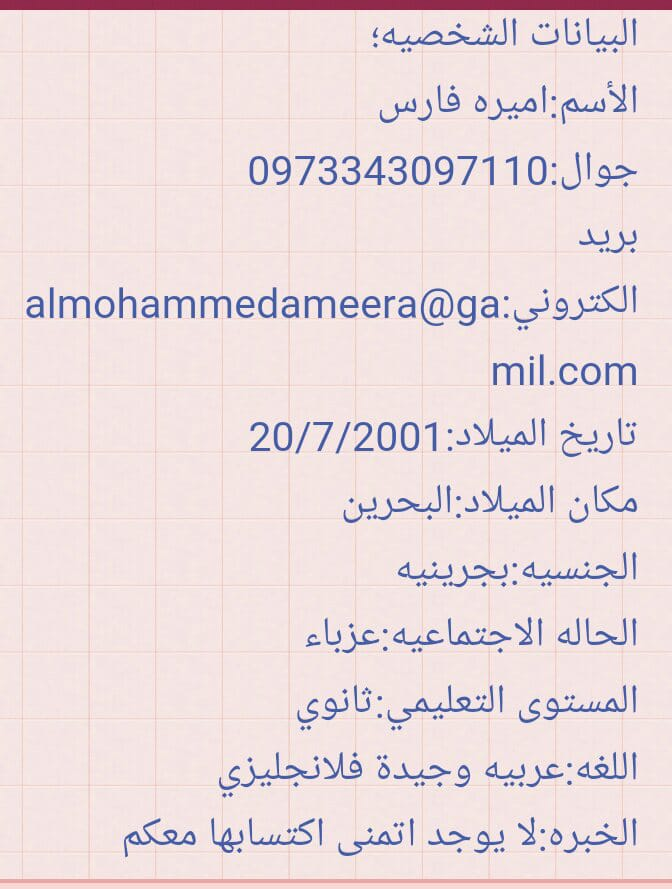 البيانات الشخصيه؛
الأسم:اميره فارس
جوال:0973343097110
بريد
الكتروني:almohammedameera@ga
mil.com
تاريخ الميلاد:20/7/2001
مكان الميلاد:البحرين
الجنسيه:بجرينيه
الحاله الاجتماعيه:عزباء
المستوى التعليمي:ثانوي
اللغه:عربيه وجيدة فلانجليزي
الخبره:لا يوجد اتمنى اكتسابها معكم